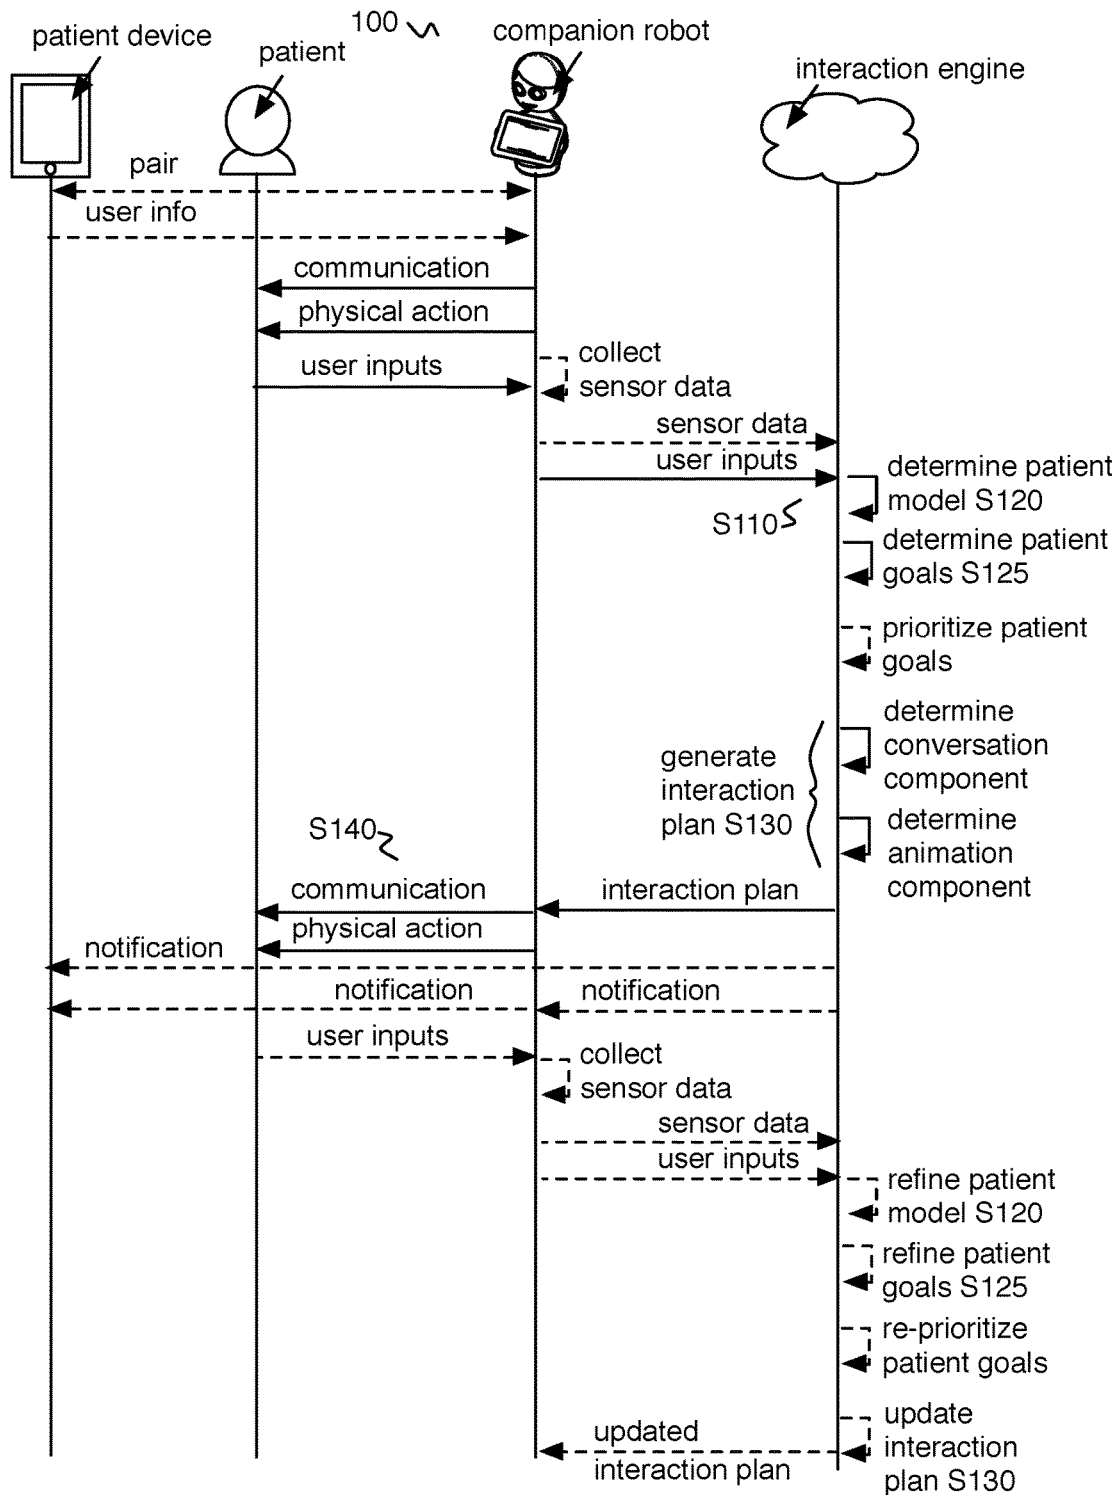 100
companion robot
patient device
patient
interaction engine
pair
user info
communication
physical action
collect
sensor data
user inputs
sensor data
user inputs
determine patient
model S120
S110
determine patient
goals S125
prioritize patient
goals
determine
conversation
component
generate
interaction
plan S130
determine
animation
component
S140
communication
interaction plan
physical action
notification
notification
notification
user inputs
collect
sensor data
sensor data
user inputs
refine patient
model S120
refine patient
goals S125
re-prioritize
patient goals
update
interaction
plan S130
updated
interaction plan